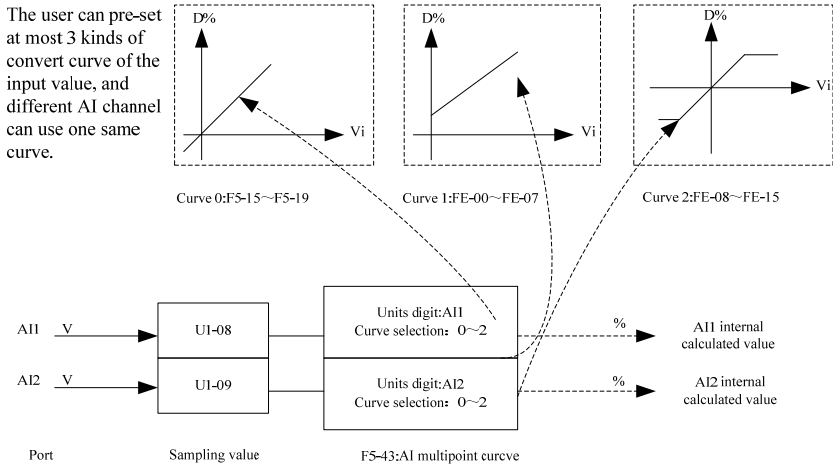 The user can pre-set
at most 3 kinds of
convert curve of the
input value, and
different AI channel
can use one same
curve.
D%
Vi
Curve 0:F5-15～F5-19
D%
Vi
Curve 1:FE-00～FE-07
D%
Vi
Curve 2:FE-08～FE-15
AI1
V
U1-08
Units digit:AI1
Curve selection：0～2
%
AI1 internal
calculated value
AI2
V
U1-09
Units digit:AI2
Curve selection：0～2
%
AI2 internal
calculated value
Port
Sampling value
F5-43:AI multipoint curcve